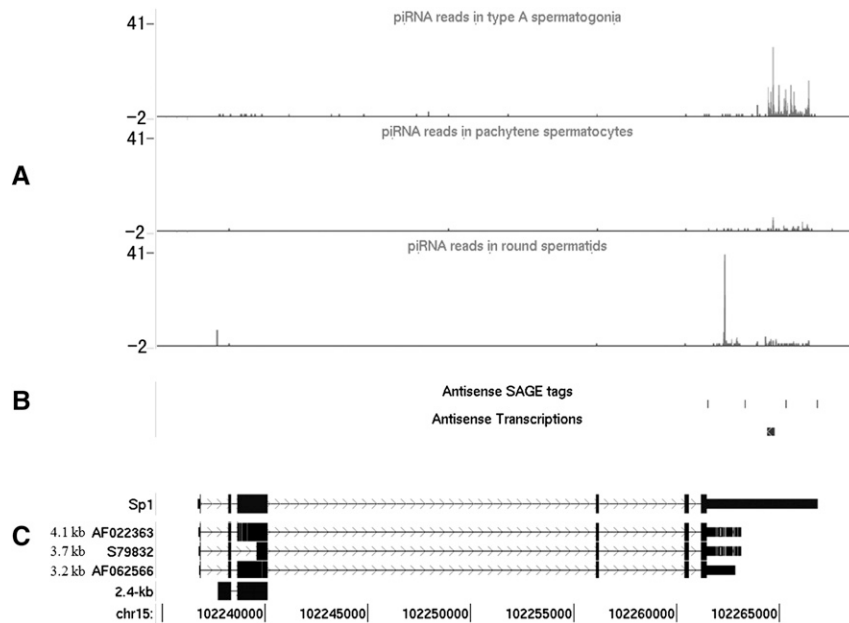 41-
piRNA reads in type A spermatogonia
-2-
41-
piRNA reads in pachytene spermatocytes
A
-2-
41-
piRNA reads in round spermatids
-2-
B
Antisense SAGE tags
Antisense Transcriptions
Sp1
C
4.1 kb AF022363
3.7 kb S79832
3.2 kb AF062566
2.4-kb
chr15: 102240000 102245000 102250000 102255000 102260000 102265000